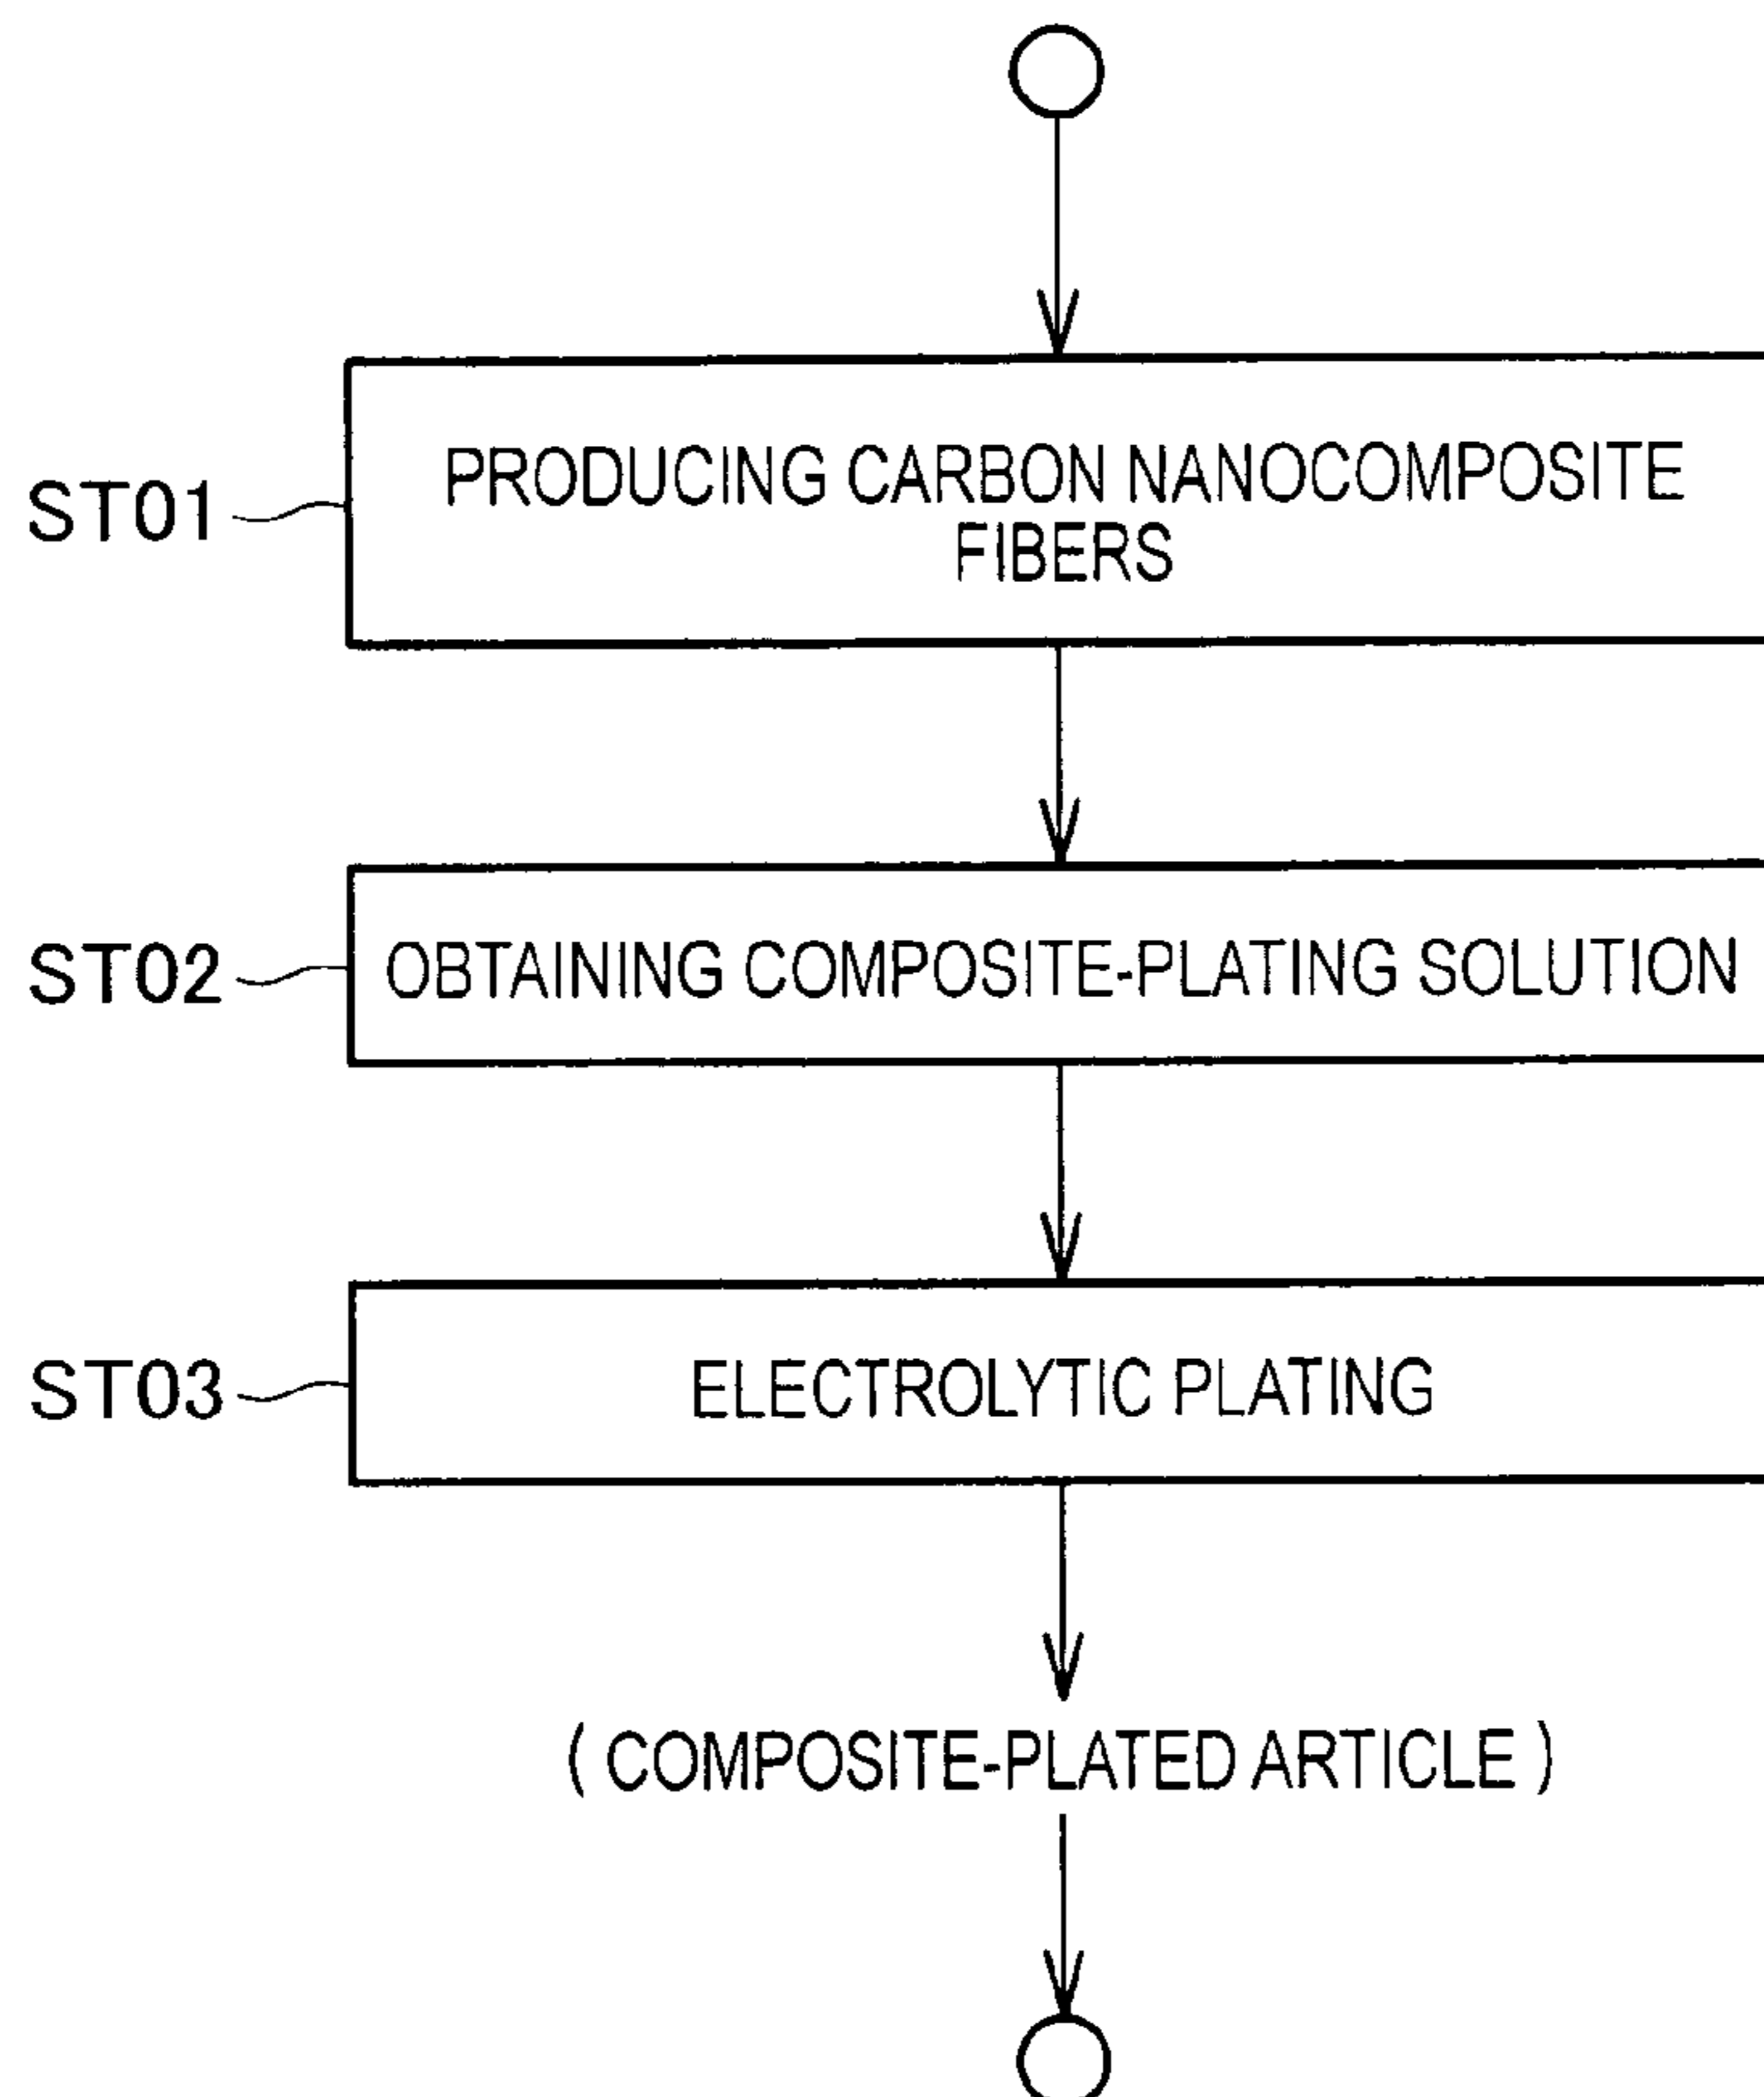 ST01
PRODUCING CARBON NANOCOMPOSITE
FIBERS
ST02
OBTAINING COMPOSITE-PLATING SOLUTION
ST03
ELECTROLYTIC PLATING
( COMPOSITE-PLATED ARTICLE )